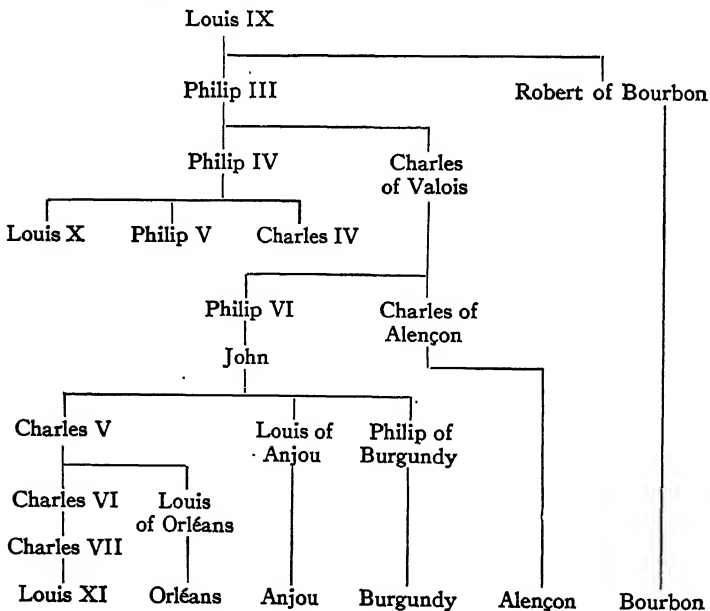 Louis IX
Philip III
Robert of Bourbon
Philip IV
Charles
of Valois
Louis X
Philip V
Charles IV
Philip VI
Charles of
Alençon
John
Charles V
Louis of
Anjou
Philip of
Burgundy
Charles VI
Louis
of Orléans
Charles VII
Louis XI
Orléans
Anjou
Burgundy
Alençon
Bourbon